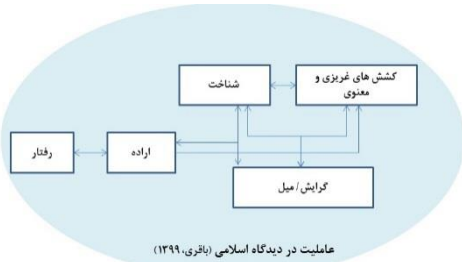 کشش های غریزی و
معنوی
شناخت
اراده
رفتار
گرایش/ میل
عاملیت در دیدگاه اسلامی (باقری، ۱۳۹۹)